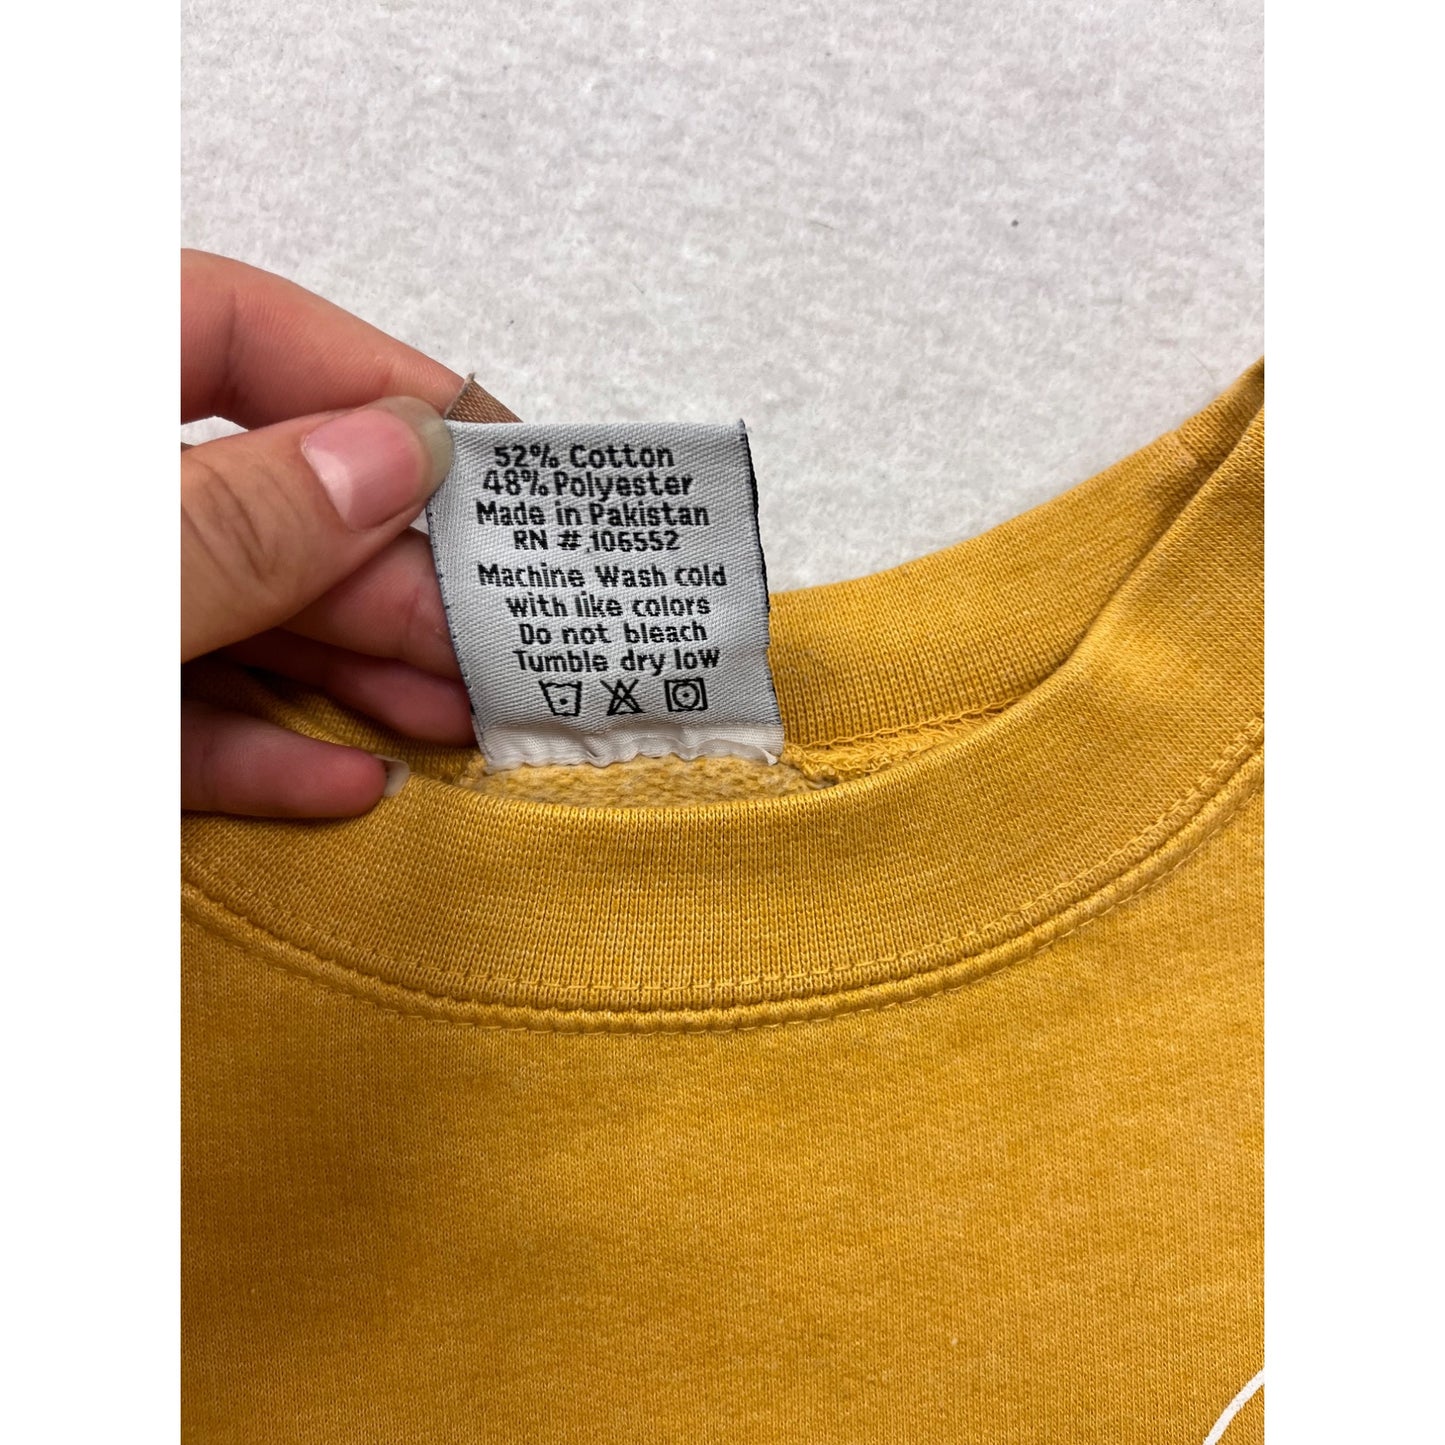 52% Cotton
48% Polyester
Made in Pakistan
RN # 106552
Machine Wash cold
with like colors
Do not bleach
Tumble dry low